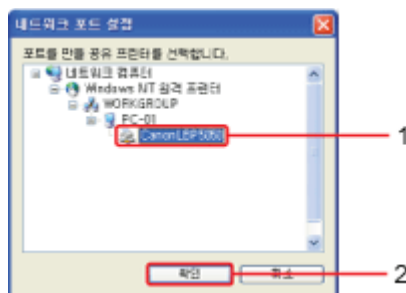 네트워크 포트 설정
포트를 만들 공유 프린터를 선택합니다.
네트워크 컴퓨터
Windows NT 원격 프린터
WORKGROUP
PC-01
Canon LBP5050
1
확인
취소
2